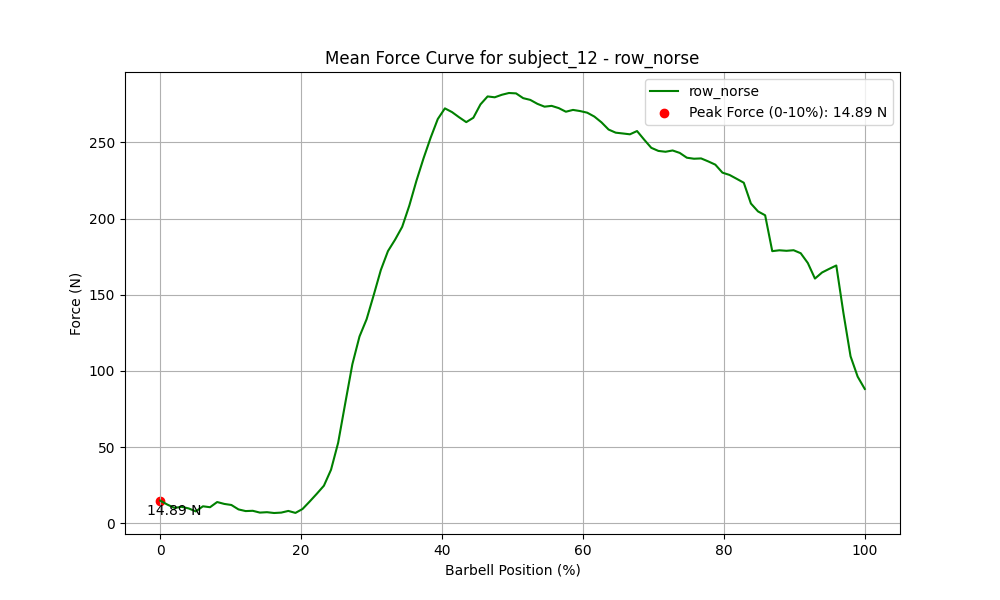 Mean Force Curve for subject_12 - row_norse
row_norse
Peak Force (0-10%): 14.89 N
250
200
150
100
50
0
Force (N)
14.89 N
0 20 40 60 80 100
Barbell Position (%)